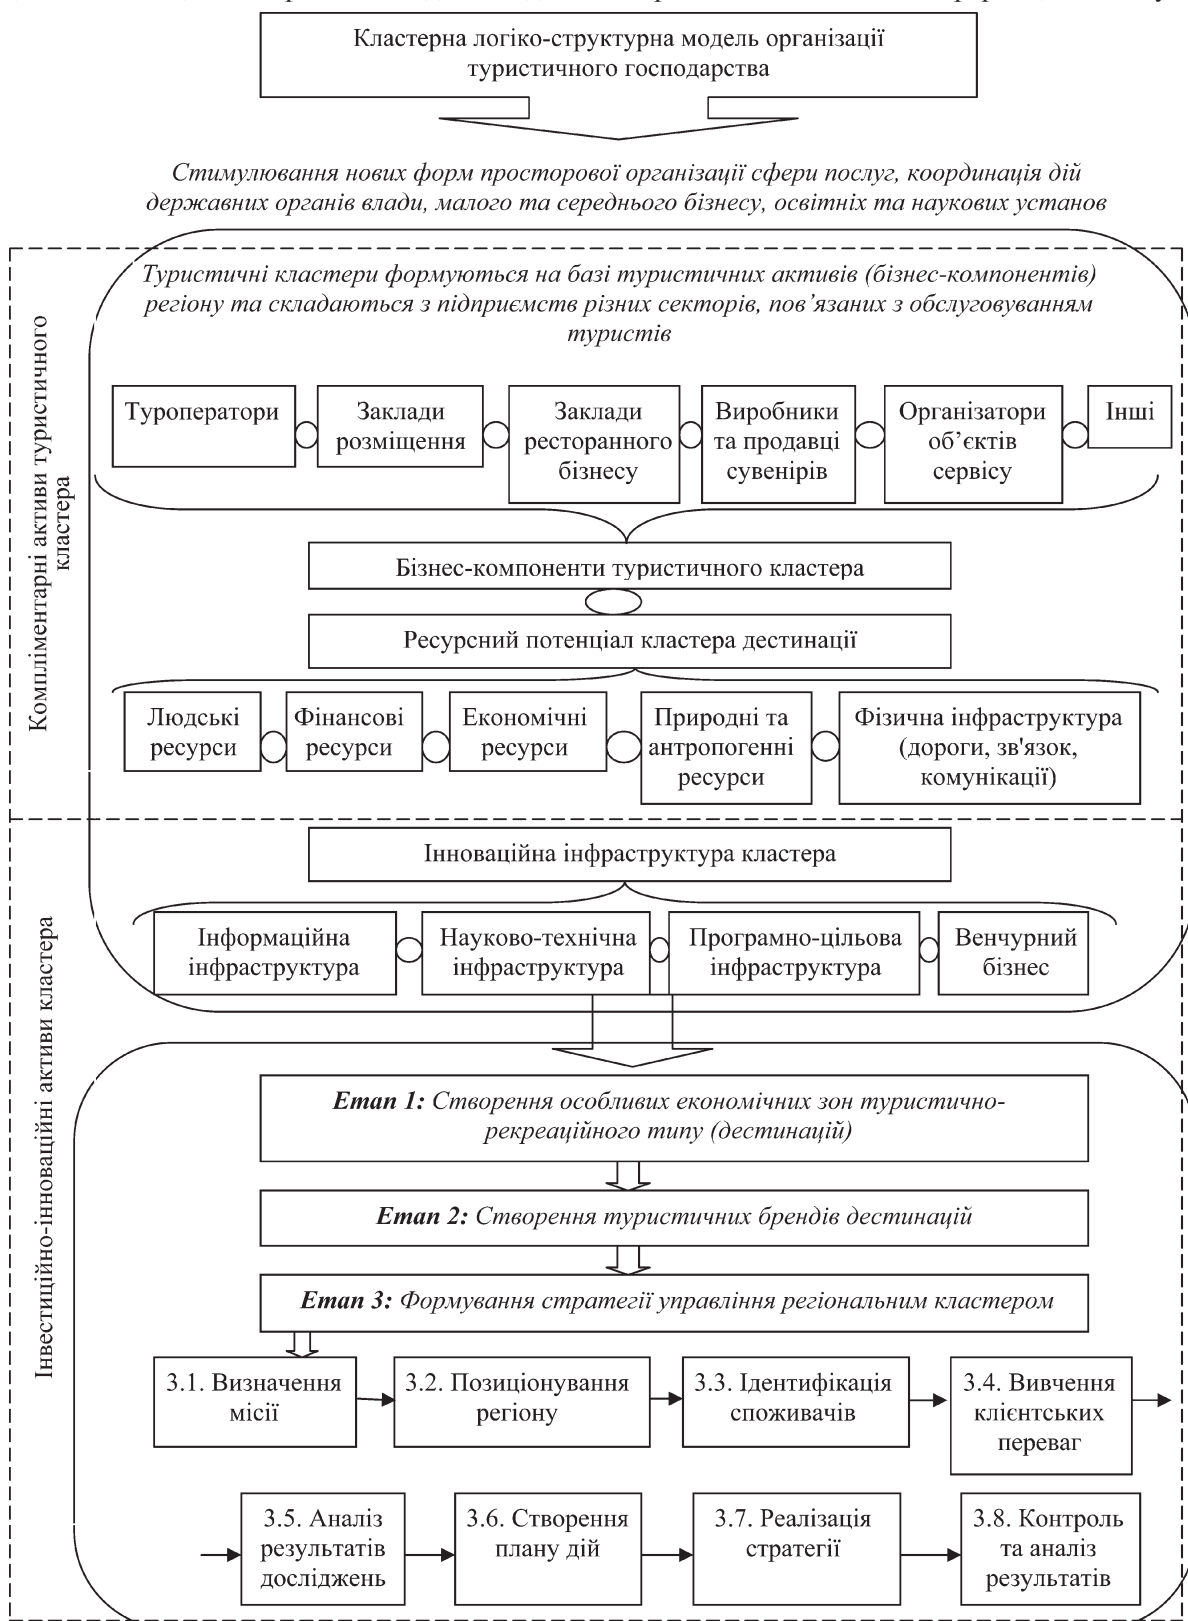 Кластерна логіко-структурна модель організації
туристичного господарства
Стимулювання нових форм просторової організації сфери послуг, координація дій
державних органів влади, малого та середнього бізнесу, освітніх та наукових установ
Компліментарні активи туристичного
кластера
Туристичні кластери формуються на базі туристичних активів (бізнес-компонентів)
регіону та складаються з підприємств різних секторів, пов’язаних з обслуговуванням
туристів
Туроператори
Заклади
розміщення
Заклади
ресторанного
бізнесу
Виробники
та продавці
сувенірів
Організатори
об’єктів
сервісу
Інші
Бізнес-компоненти туристичного кластера
Ресурсний потенціал кластера дестинації
Людські
ресурси
Фінансові
ресурси
Економічні
ресурси
Природні та
антропогенні
ресурси
Фізична інфраструктура
(дороги, зв'язок,
комунікації)
Інвестиційно-інноваційні активи кластера
Інноваційна інфраструктура кластера
Інформаційна
інфраструктура
Науково-технічна
інфраструктура
Програмно-цільова
інфраструктура
Венчурний
бізнес
Етап 1: Створення особливих економічних зон туристично-
рекреаційного типу (дестинацій)
Етап 2: Створення туристичних брендів дестинацій
Етап 3: Формування стратегії управління регіональним кластером
3.1. Визначення
місії
3.2. Позиціонування
регіону
3.3. Ідентифікація
споживачів
3.4. Вивчення
клієнтських
переваг
3.5. Аналіз
результатів
досліджень
3.6. Створення
плану дій
3.7. Реалізація
стратегії
3.8. Контроль
та аналіз
результатів